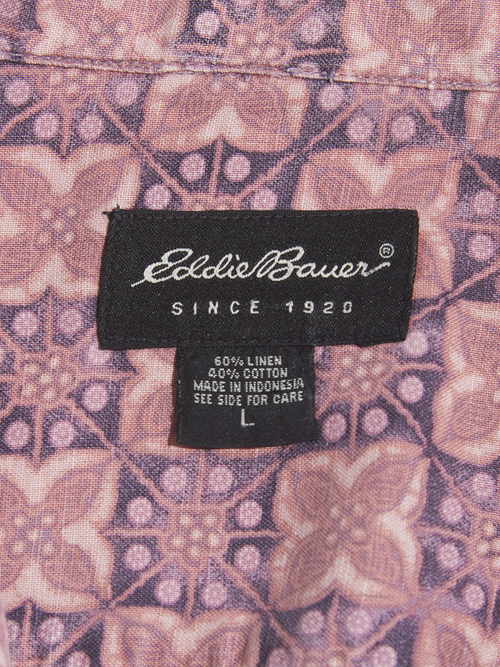 Eddie Bauer®
SINCE 1920
60% LINEN
40% COTTON
MADE IN INDONESIA
SEE SIDE FOR CARE
L